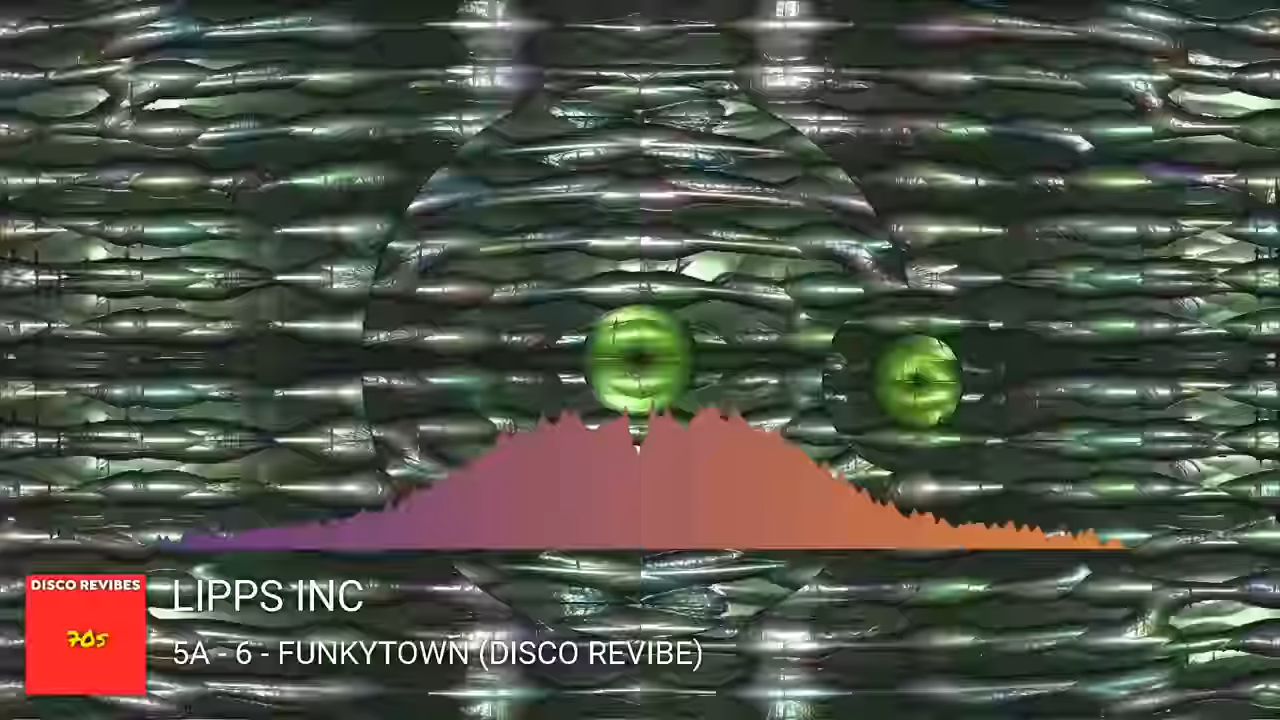 DISCO REVIBES
70s
LIPPS INC
5A - 6 - FUNKYTOWN (DISCO REVIBE)